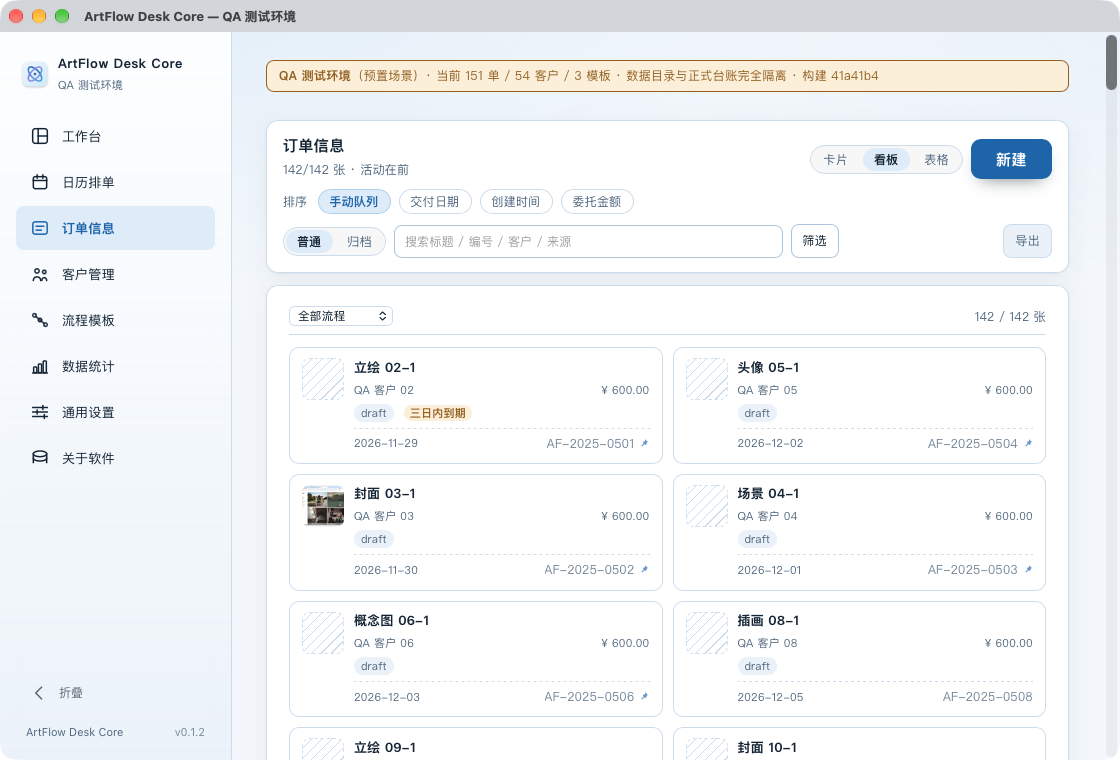 ArtFlow Desk Core — QA 测试环境
ArtFlow Desk Core
QA 测试环境
工作台
日历排单
订单信息
客户管理
流程模板
数据统计
通用设置
关于软件
折叠
ArtFlow Desk Core v0.1.2
QA 测试环境（预置场景）· 当前 151 单 / 54 客户 / 3 模板 · 数据目录与正式台账完全隔离 · 构建 41a41b4
订单信息
142/142 张 · 活动在前
卡片 看板 表格 新建
排序 手动队列 交付日期 创建时间 委托金额
普通 归档 搜索标题 / 编号 / 客户 / 来源 筛选 导出
全部流程 142 / 142 张
立绘 02-1
QA 客户 02 ¥ 600.00
draft 三日内到期
2026-11-29 AF-2025-0501
头像 05-1
QA 客户 05 ¥ 600.00
draft
2026-12-02 AF-2025-0504
封面 03-1
QA 客户 03 ¥ 600.00
draft
2026-11-30 AF-2025-0502
场景 04-1
QA 客户 04 ¥ 600.00
draft
2026-12-01 AF-2025-0503
概念图 06-1
QA 客户 06 ¥ 600.00
draft
2026-12-03 AF-2025-0506
插画 08-1
QA 客户 08 ¥ 600.00
draft
2026-12-05 AF-2025-0508
立绘 09-1
封面 10-1